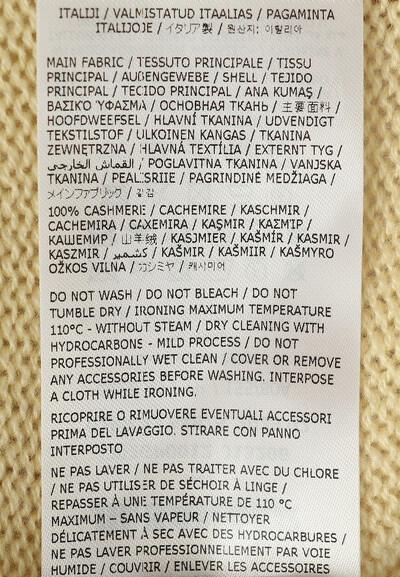 ITALIJI / VALMISTATUD ITAALIAS / PAGAMINTA
ITALIJOJE / イタリア製 / 원산지: 이탈리아
MAIN FABRIC / TESSUTO PRINCIPALE / TISSU
PRINCIPAL / AUßENGEWEBE / SHELL / TEJIDO
PRINCIPAL / TECIDO PRINCIPAL / ANA KUMAŞ /
ΒΑΣΙΚΌ ΎΦΑΣΜΑ / ОСНОВНАЯ ТКАНЬ / 主要面料 /
HOOFDWEEFSEL / HLAVNÍ TKANINA / UDVENDIGT
TEKSTILSTOF / ULKOINEN KANGAS / TKANINA
ZEWNĘTRZNA / HLAVNÁ TEXTÍLIA / EXTERNT TYG /
القماش الخارجي / POGLAVITNA TKANINA / VANJSKA
TKANINA / PEALSRIIE / PAGRINDINĖ MEDŽIAGA /
メインファブリック / 겉감
100% CASHMERE / CACHEMIRE / KASCHMIR /
CACHEMIRA / CAXEMIRA / KAŞMIR / ΚΑΣΜΊΡ /
КАШЕМИР / 山羊绒 / KASJMIER / KAŠMÍR / KASMIR /
KASZMIR / كشمير / KAŠMIR / KAŠMIIR / KAŠMYRO
OŽKOS VILNA / カシミヤ / 캐시미어
DO NOT WASH / DO NOT BLEACH / DO NOT
TUMBLE DRY / IRONING MAXIMUM TEMPERATURE
110°C - WITHOUT STEAM / DRY CLEANING WITH
HYDROCARBONS - MILD PROCESS / DO NOT
PROFESSIONALLY WET CLEAN / COVER OR REMOVE
ANY ACCESSORIES BEFORE WASHING. INTERPOSE
A CLOTH WHILE IRONING.
RICOPRIRE O RIMUOVERE EVENTUALI ACCESSORI
PRIMA DEL LAVAGGIO. STIRARE CON PANNO
INTERPOSTO
NE PAS LAVER / NE PAS TRAITER AVEC DU CHLORE
/ NE PAS UTILISER DE SÉCHOIR À LINGE /
REPASSER À UNE TEMPÉRATURE DE 110 °C
MAXIMUM – SANS VAPEUR / NETTOYER
DÉLICATEMENT À SEC AVEC DES HYDROCARBURES /
NE PAS LAVER PROFESSIONNELLEMENT PAR VOIE
HUMIDE / COUVRIR / ENLEVER LES ACCESSOIRES